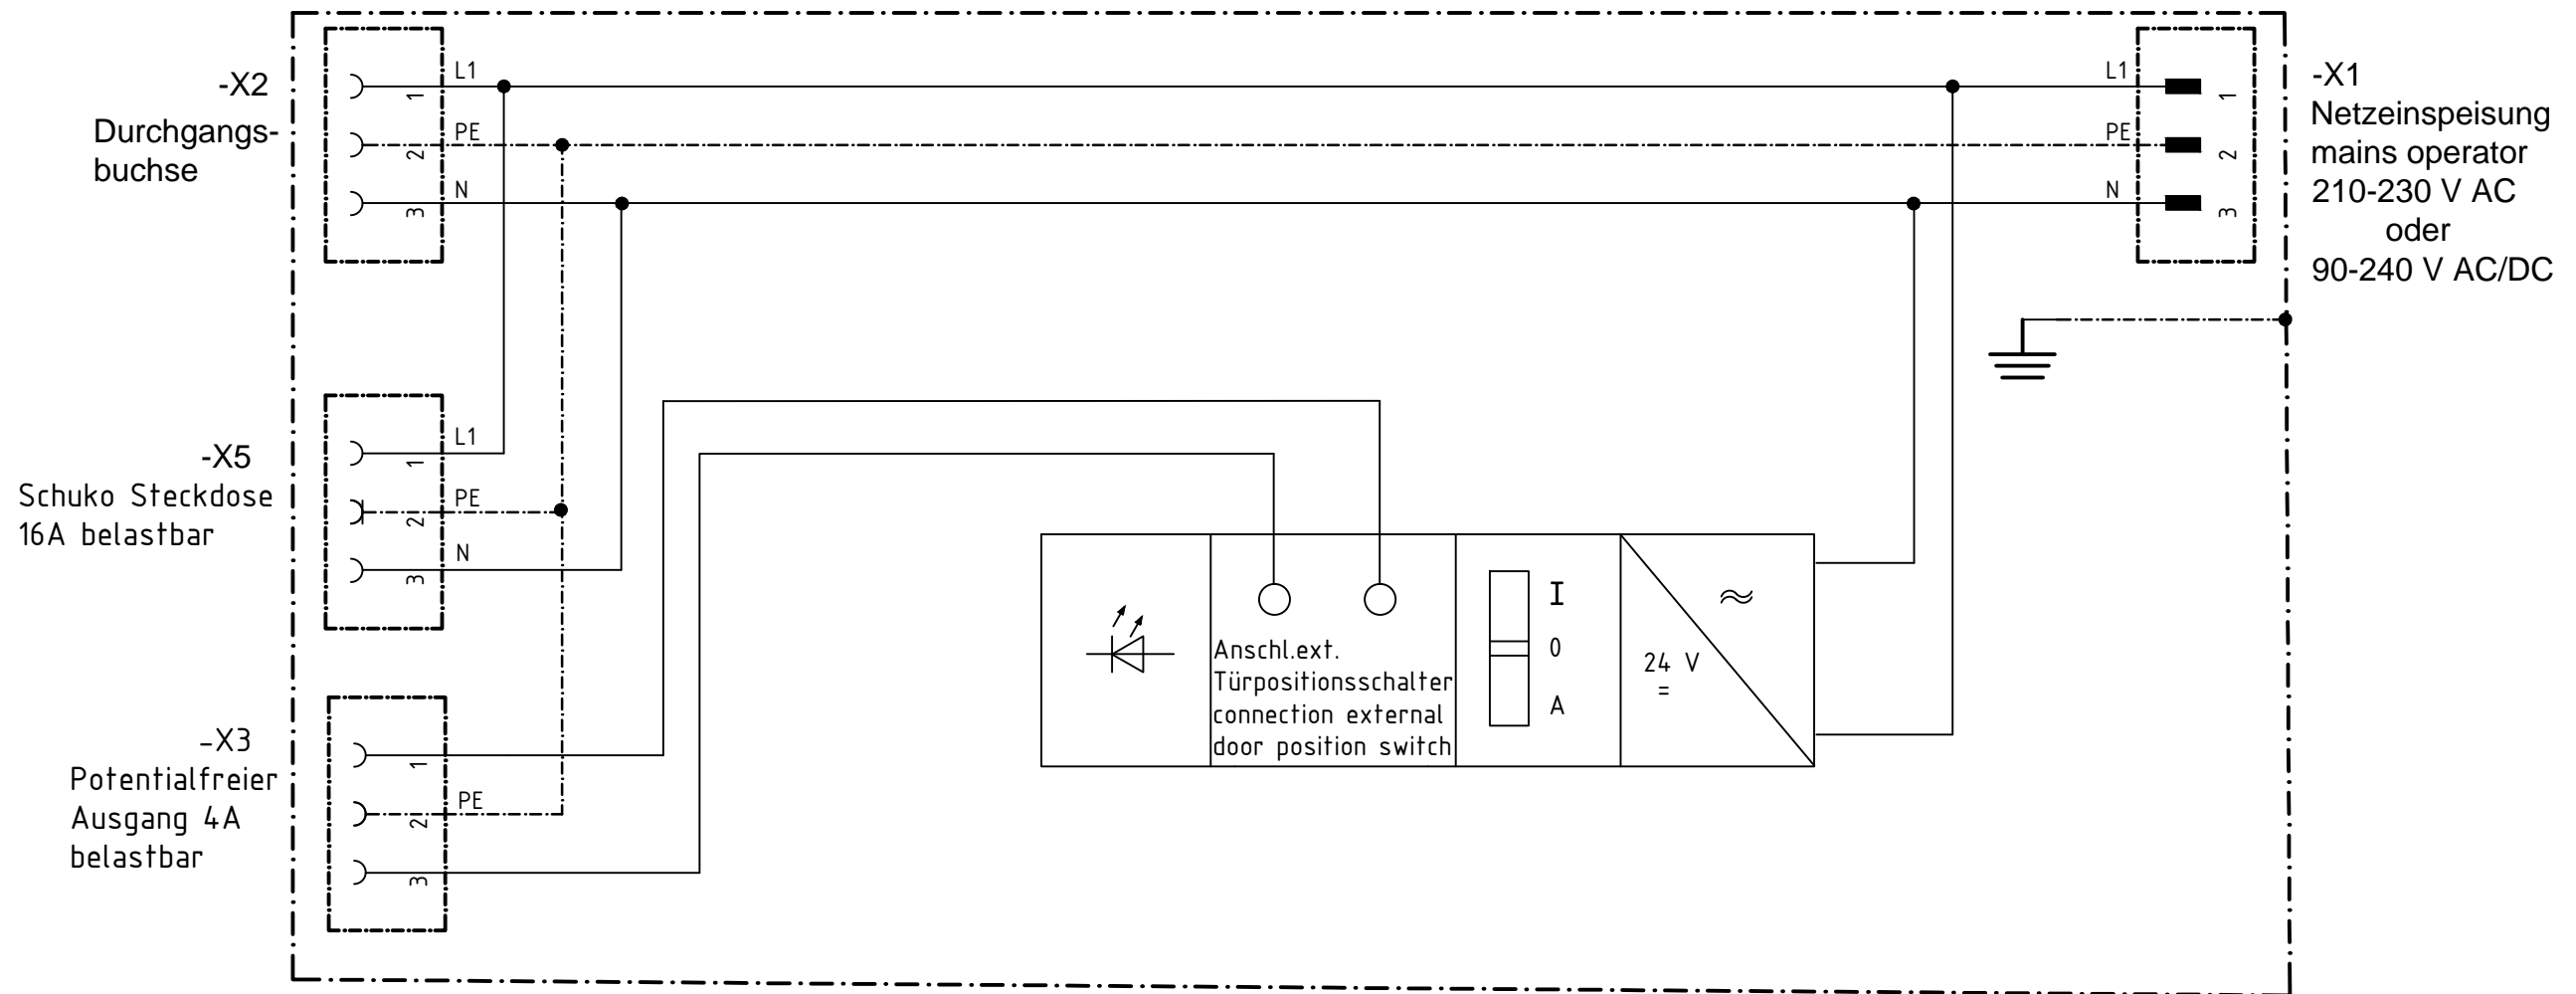 -X2
Durchgangs-
buchse
L1
1
PE
2
N
3
L1
1
PE
2
N
3
-X1
Netzeinspeisung
mains operator
210-230 V AC
oder
90-240 V AC/DC
-X5
Schuko Steckdose
16A belastbar
L1
1
PE
2
N
3
-X3
Potentialfreier
Ausgang 4A
belastbar
1
PE
2
3
Anschl.ext.
Türpositionsschalter
connection external
door position switch
I
0
A
24 V
=
≈